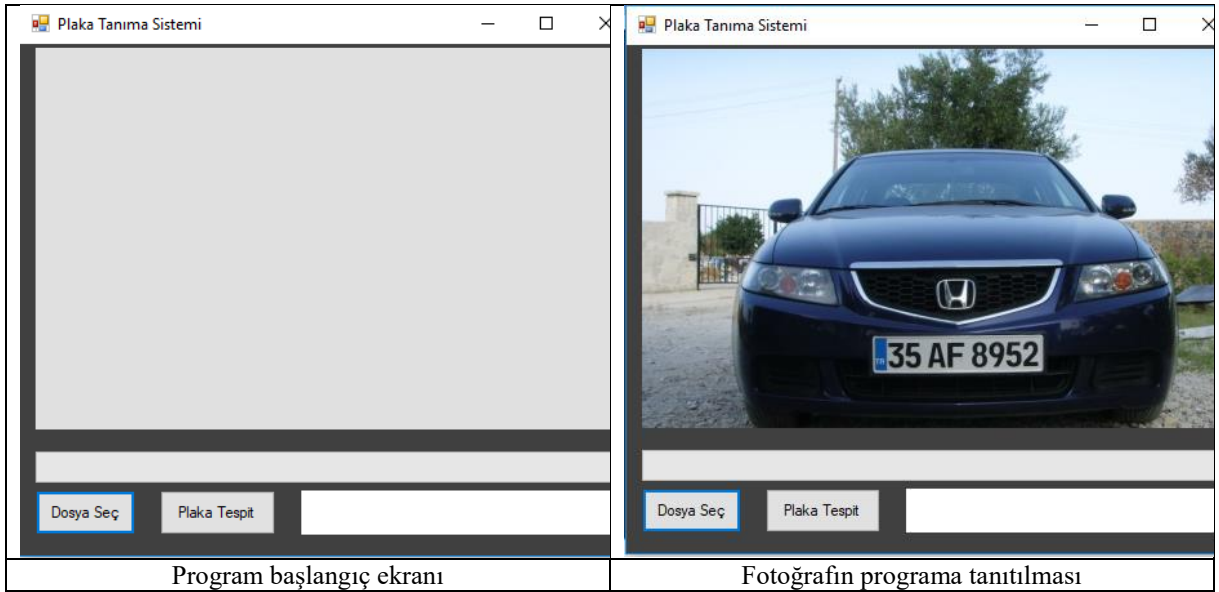 Plaka Tanıma Sistemi
Dosya Seç
Plaka Tespit
Program başlangıç ekranı
Plaka Tanıma Sistemi
TR
35 AF 8952
Dosya Seç
Plaka Tespit
Fotoğrafın programa tanıtılması